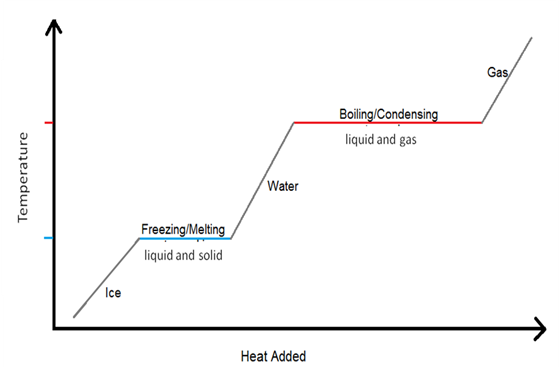 Gas
Boiling/Condensing
liquid and gas
Temperature
Water
Freezing/Melting
liquid and solid
Ice
Heat Added